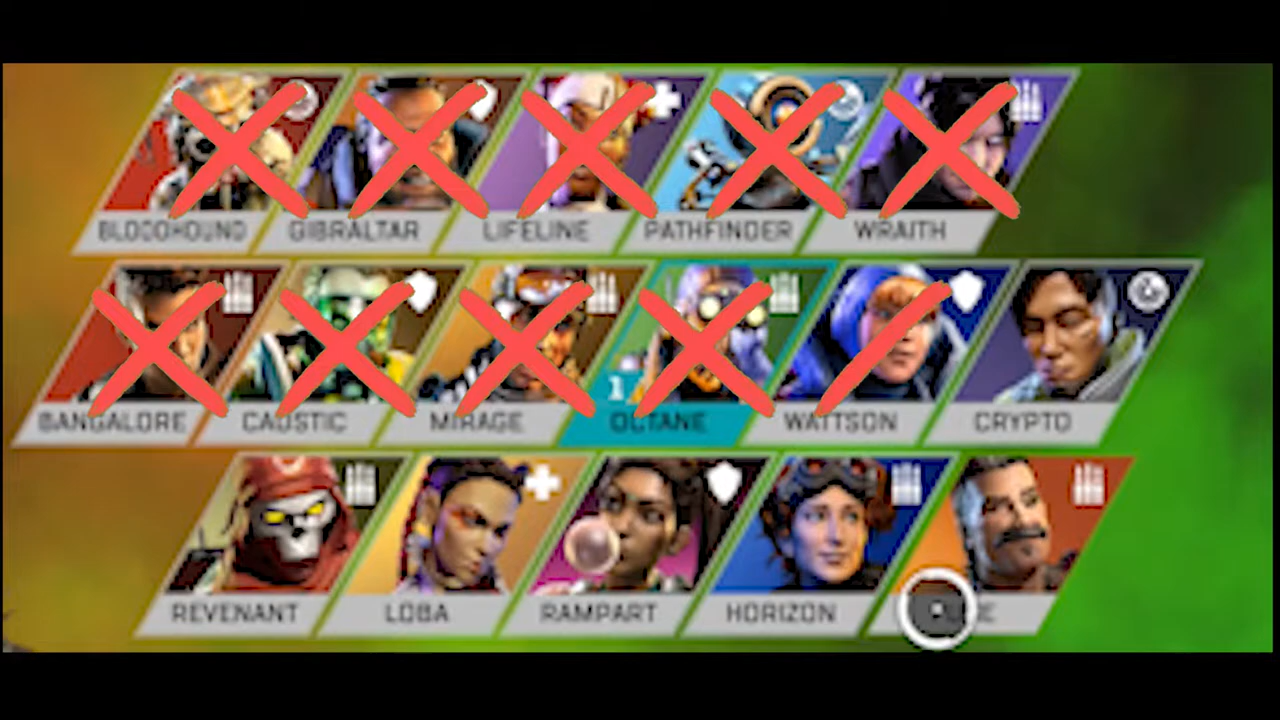 BLOODHOUND GIBRALTAR LIFELINE PATHFINDER WRAITH
1
BANGALORE CAUSTIC MIRAGE OCTANE WATTSON CRYPTO
REVENANT LOBA RAMPART HORIZON